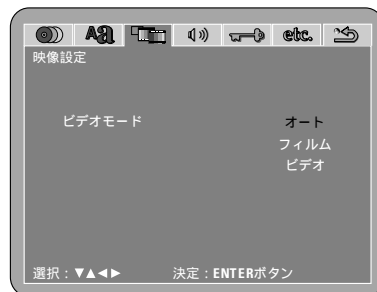 Aa etc.
映像設定
ビデオモード オート
フィルム
ビデオ
選択：▼▲◀▶ 決定：ENTERボタン